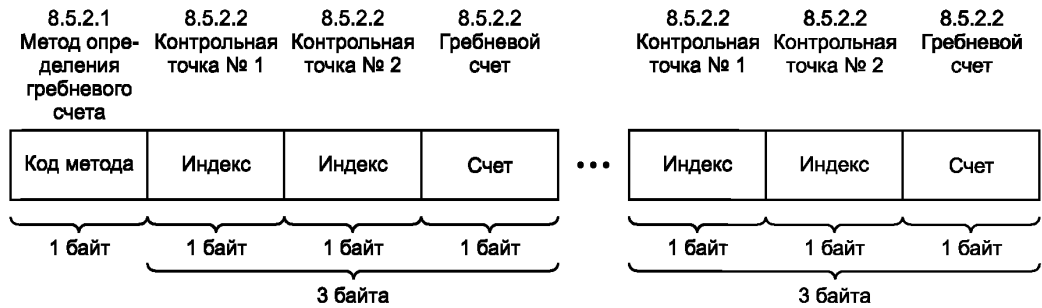 8.5.2.1 8.5.2.2 8.5.2.2 8.5.2.2 8.5.2.2 8.5.2.2 8.5.2.2
Метод опре- Контрольная Контрольная Гребневой Контрольная Контрольная Гребневой
деления точка № 1 точка № 2 счет точка № 1 точка № 2 счет
гребневого
счета
Код метода Индекс Индекс Счет ••• Индекс Индекс Счет
1 байт 1 байт 1 байт 1 байт 1 байт 1 байт 1 байт
3 байта 3 байта